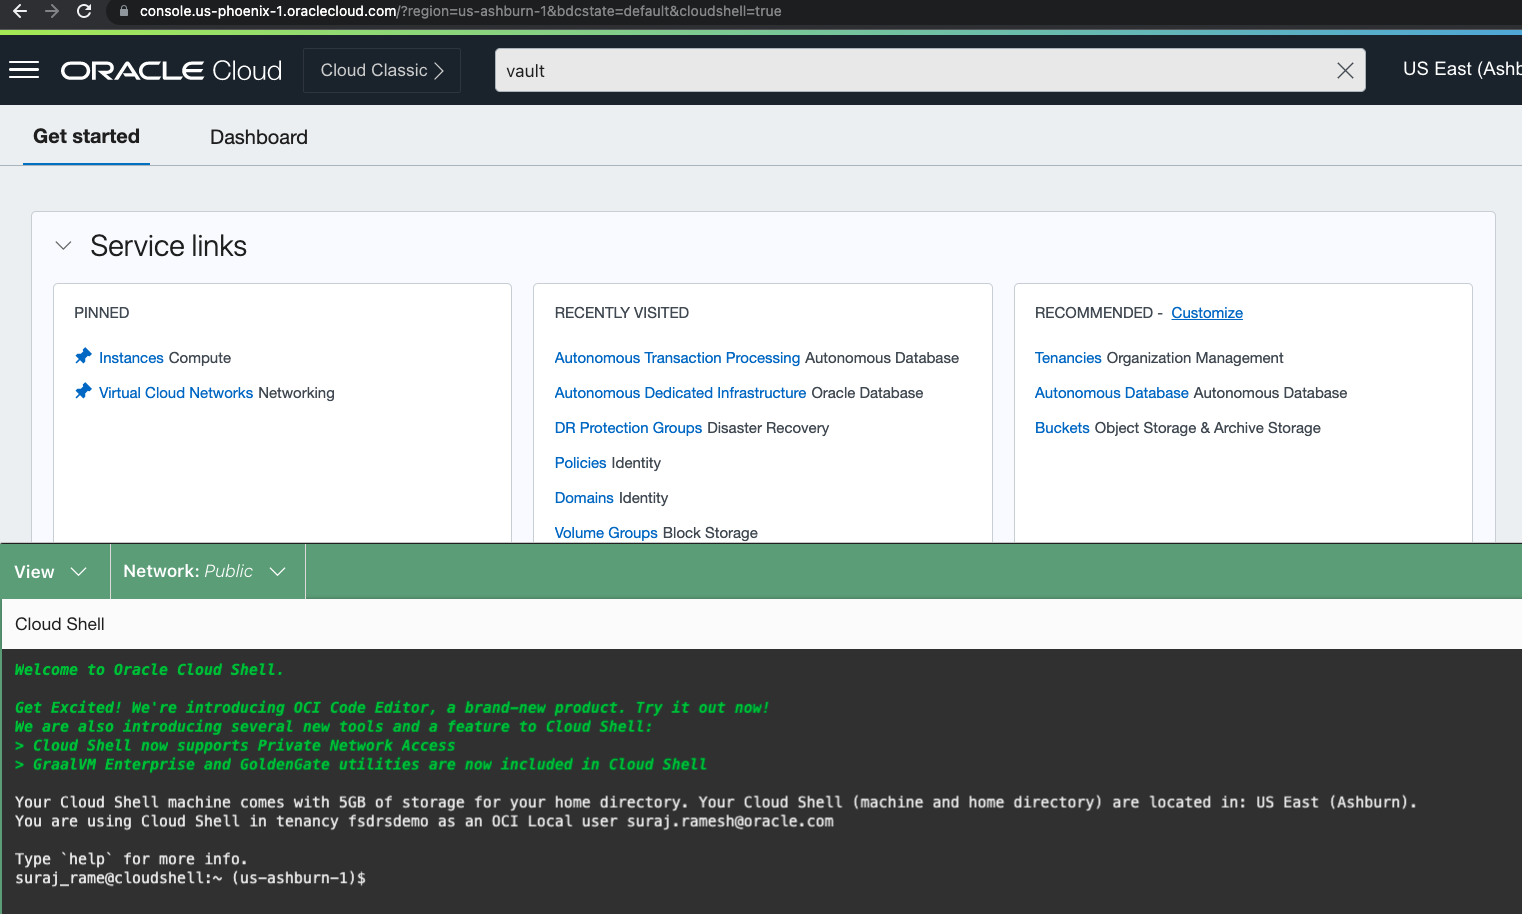 console.us-phoenix-1.oraclecloud.com/?region=us-ashburn-1&bdcstate=default&cloudshell=true
ORACLE Cloud
Cloud Classic
vault
US East (Ashb
Get started
Dashboard
Service links
PINNED
Instances Compute
Virtual Cloud Networks Networking
RECENTLY VISITED
Autonomous Transaction Processing Autonomous Database
Autonomous Dedicated Infrastructure Oracle Database
DR Protection Groups Disaster Recovery
Policies Identity
Domains Identity
Volume Groups Block Storage
RECOMMENDED - Customize
Tenancies Organization Management
Autonomous Database Autonomous Database
Buckets Object Storage & Archive Storage
View
Network: Public
Cloud Shell
Welcome to Oracle Cloud Shell.
Get Excited! We're introducing OCI Code Editor, a brand-new product. Try it out now!
We are also introducing several new tools and a feature to Cloud Shell:
> Cloud Shell now supports Private Network Access
> GraalVM Enterprise and GoldenGate utilities are now included in Cloud Shell
Your Cloud Shell machine comes with 5GB of storage for your home directory. Your Cloud Shell (machine and home directory) are located in: US East (Ashburn).
You are using Cloud Shell in tenancy fsdrsdemo as an OCI Local user suraj.ramesh@oracle.com
Type `help` for more info.
suraj_rame@cloudshell:~ (us-ashburn-1)$